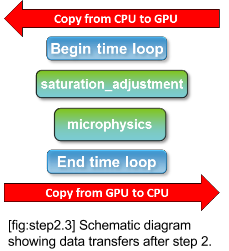 Copy from CPU to GPU
Begin time loop
saturation_adjustment
microphysics
End time loop
Copy from GPU to CPU
[fig:step2.3] Schematic diagram
showing data transfers after step 2.